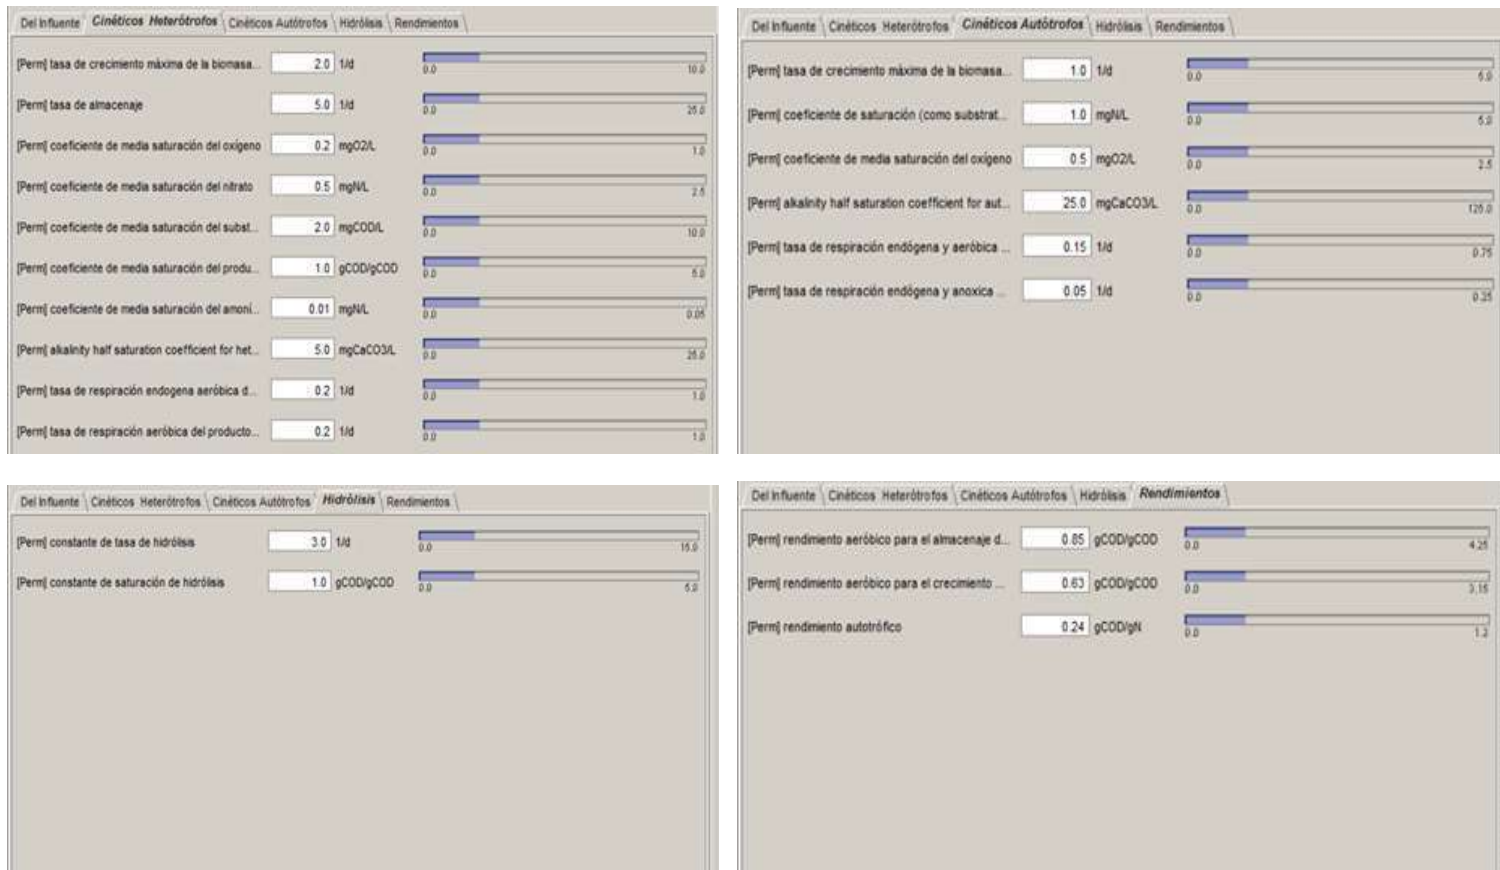 Del Influente Cinéticos Heterótrofos Cinéticos Autótrofos Hidrólisis Rendimientos
[Perm] tasa de crecimiento máxima de la biomasa... 2.0 1/d 0.0 10.0
[Perm] tasa de almacenaje 5.0 1/d 0.0 25.0
[Perm] coeficiente de media saturación del oxígeno 0.2 mgO2/L 0.0 1.0
[Perm] coeficiente de media saturación del nitrato 0.5 mgN/L 0.0 2.5
[Perm] coeficiente de media saturación del subst... 2.0 mgCOD/L 0.0 10.0
[Perm] coeficiente de media saturación del produ... 1.0 gCOD/gCOD 0.0 5.0
[Perm] coeficiente de media saturación del amoní... 0.01 mgN/L 0.0 0.05
[Perm] alkalinity half saturation coefficient for het... 5.0 mgCaCO3/L 0.0 25.0
[Perm] tasa de respiración endogena aeróbica d... 0.2 1/d 0.0 1.0
[Perm] tasa de respiración aeróbica del producto... 0.2 1/d 0.0 1.0
Del Influente Cinéticos Heterótrofos Cinéticos Autótrofos Hidrólisis Rendimientos
[Perm] tasa de crecimiento máxima de la biomasa... 1.0 1/d 0.0 5.0
[Perm] coeficiente de saturación (como substrat... 1.0 mgN/L 0.0 5.0
[Perm] coeficiente de media saturación del oxígeno 0.5 mgO2/L 0.0 2.5
[Perm] alkalinity half saturation coefficient for aut... 25.0 mgCaCO3/L 0.0 125.0
[Perm] tasa de respiración endógena y aeróbica ... 0.15 1/d 0.0 0.75
[Perm] tasa de respiración endógena y anoxica ... 0.05 1/d 0.0 0.25
Del Influente Cinéticos Heterótrofos Cinéticos Autótrofos Hidrólisis Rendimientos
[Perm] constante de tasa de hidrólisis 3.0 1/d 0.0 15.0
[Perm] constante de saturación de hidrólisis 1.0 gCOD/gCOD 0.0 5.0
Del Influente Cinéticos Heterótrofos Cinéticos Autótrofos Hidrólisis Rendimientos
[Perm] rendimiento aeróbico para el almacenaje d... 0.85 gCOD/gCOD 0.0 4.25
[Perm] rendimiento aeróbico para el crecimiento ... 0.63 gCOD/gCOD 0.0 3.15
[Perm] rendimiento autotrófico 0.24 gCOD/gN 0.0 1.2